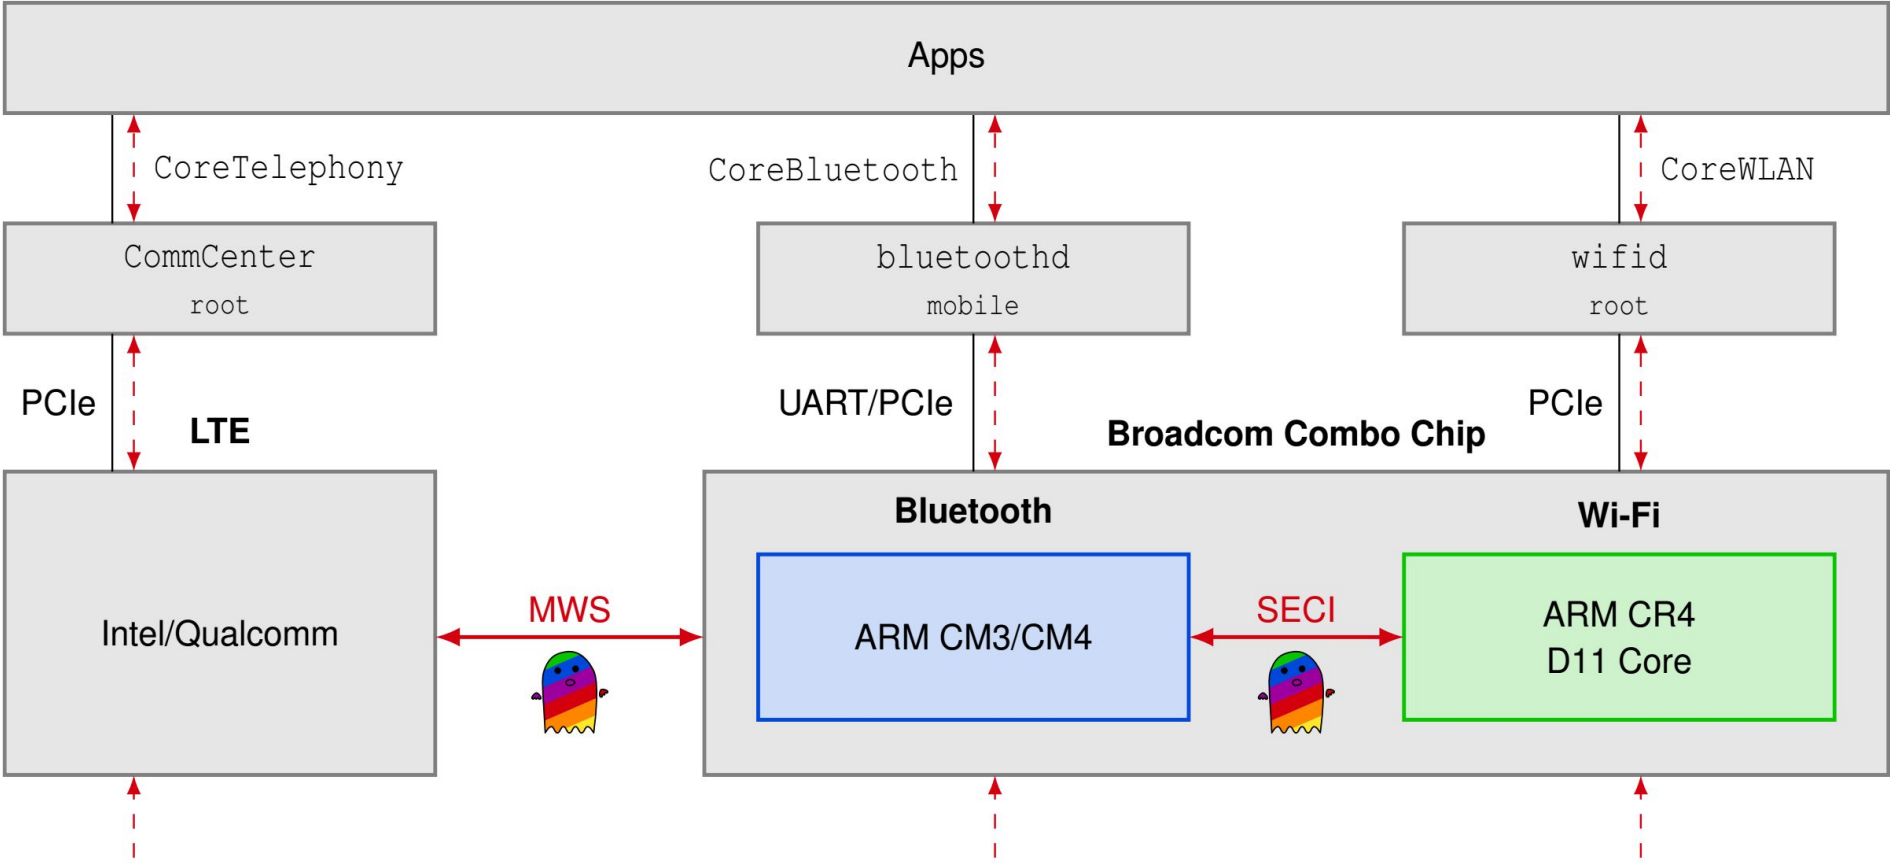 Apps
CoreTelephony
CoreBluetooth
CoreWLAN
CommCenter
root
bluetoothd
mobile
wifid
root
PCIe
UART/PCIe
PCIe
LTE
Broadcom Combo Chip
Bluetooth
Wi-Fi
Intel/Qualcomm
MWS
ARM CM3/CM4
SECI
ARM CR4
D11 Core